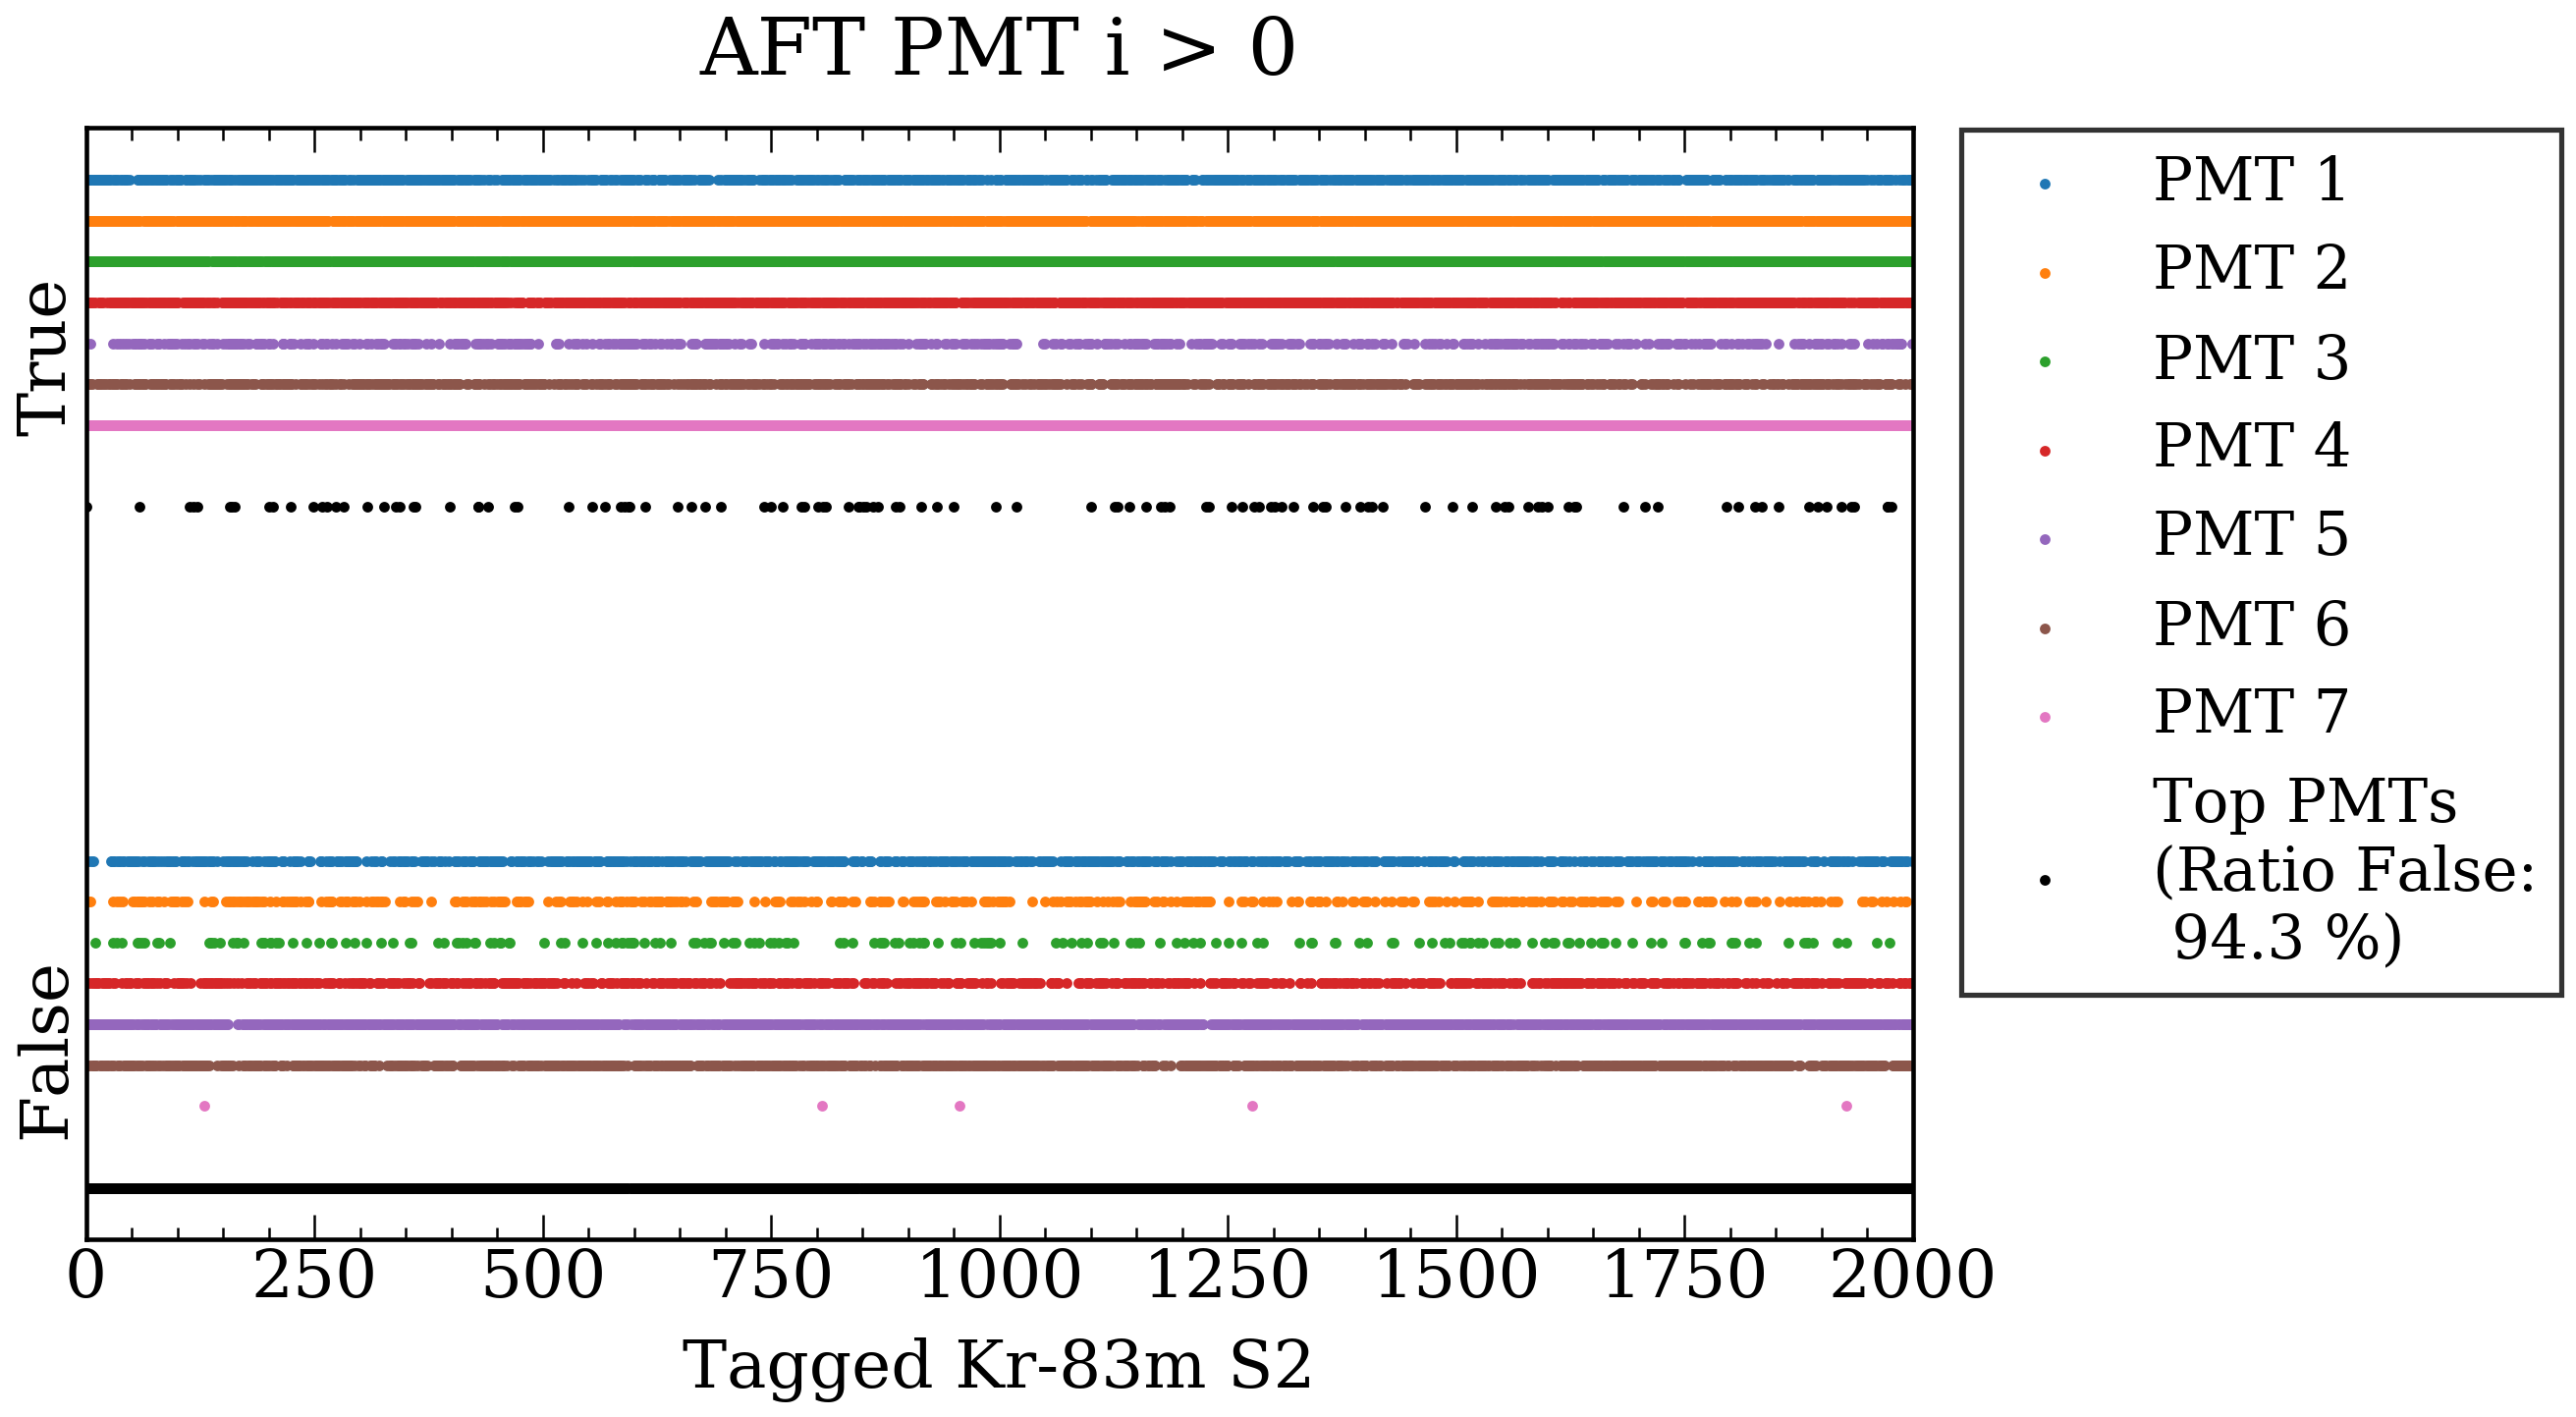 AFT PMT i > 0
True
False
0 250 500 750 1000 1250 1500 1750 2000
Tagged Kr-83m S2
PMT 1
PMT 2
PMT 3
PMT 4
PMT 5
PMT 6
PMT 7
Top PMTs
(Ratio False:
94.3 %)